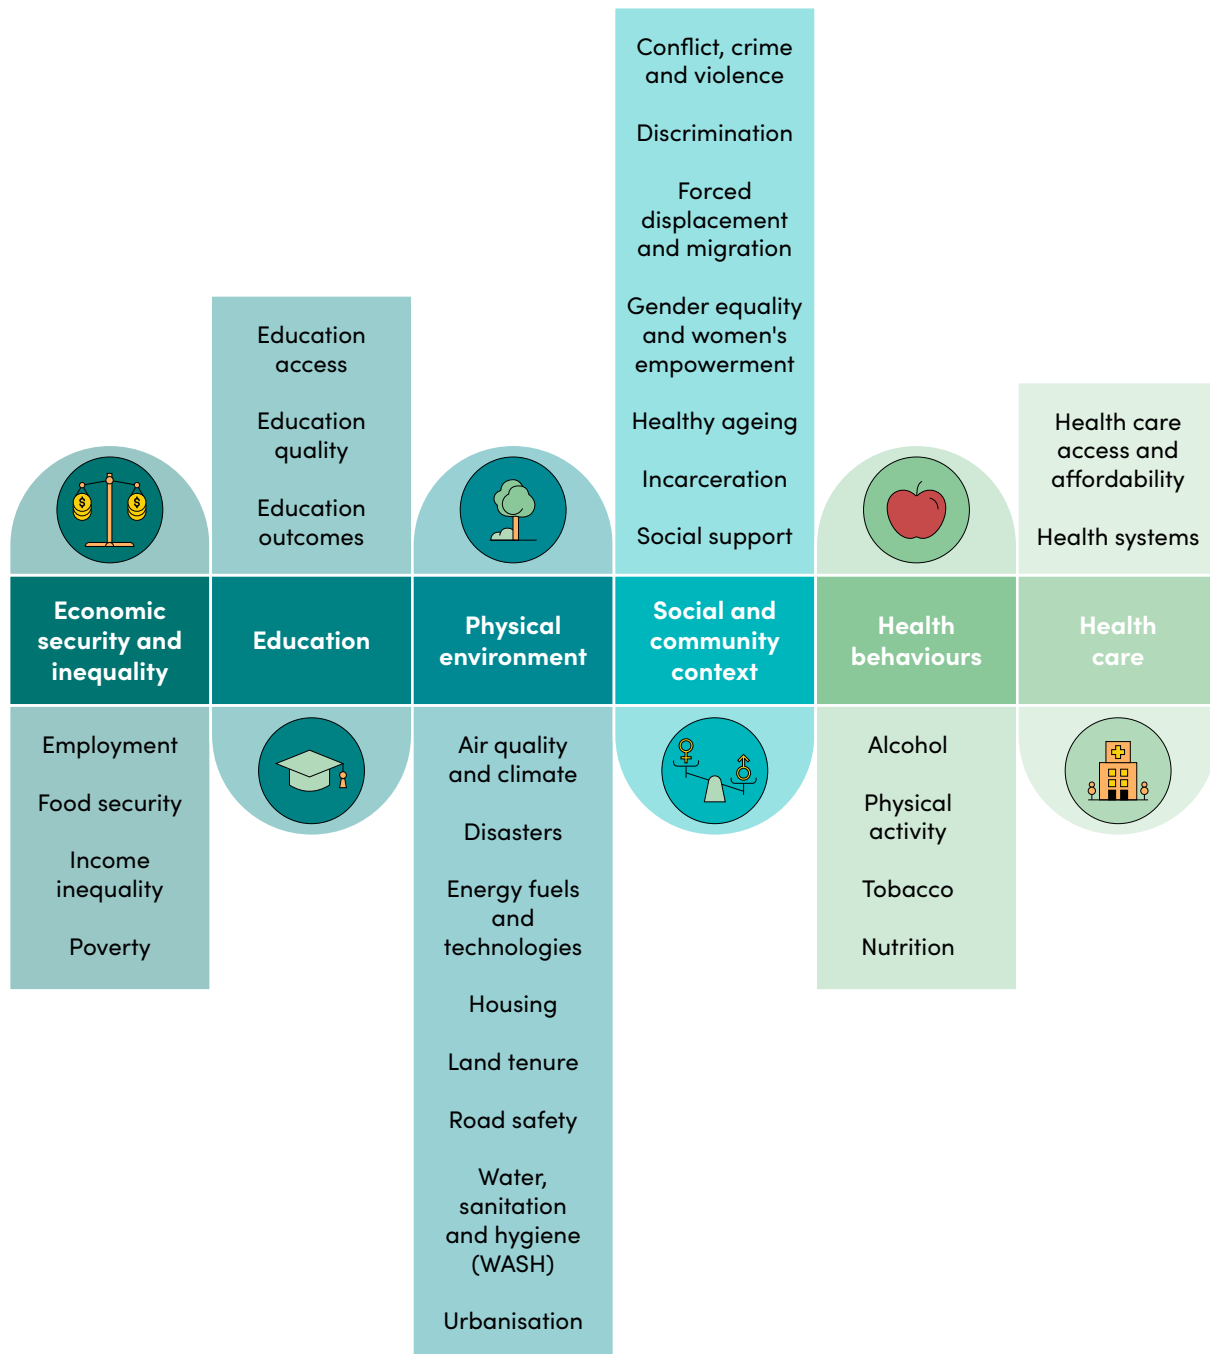 Conflict, crime
and violence
Discrimination
Forced
displacement
and migration
Gender equality
and women's
empowerment
Healthy ageing
Incarceration
Social support
Education
access
Education
quality
Education
outcomes
Health care
access and
affordability
Health systems
$
$
Economic
security and
inequality
Education
Physical
environment
Social and
community
context
Health
behaviours
Health
care
Employment
Food security
Income
inequality
Poverty
Air quality
and climate
Disasters
Energy fuels
and
technologies
Housing
Land tenure
Road safety
Water,
sanitation
and hygiene
(WASH)
Urbanisation
Alcohol
Physical
activity
Tobacco
Nutrition